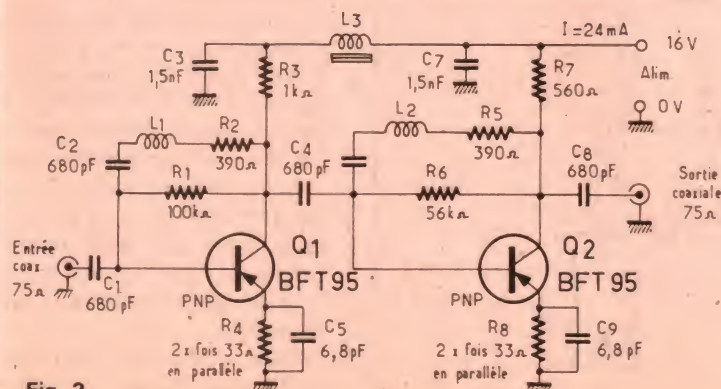 L3
I=24mA
C3
1,5nF
R3
1kΩ
C7
1,5nF
R7
560Ω
16V
Alim.
0V
L1
R2
390Ω
C2
680pF
R1
100kΩ
C4
680pF
L2
R5
390Ω
R6
56kΩ
C8
680pF
Sortie
coaxiale
75Ω
Entrée
coax.
75Ω
C1
680pF
PNP
Q1
BFT95
R4
2 x fois 33Ω
en parallèle
C5
6,8pF
PNP
Q2
BFT95
R8
2 x fois 33Ω
en parallèle
C9
6,8pF
Fig. 2